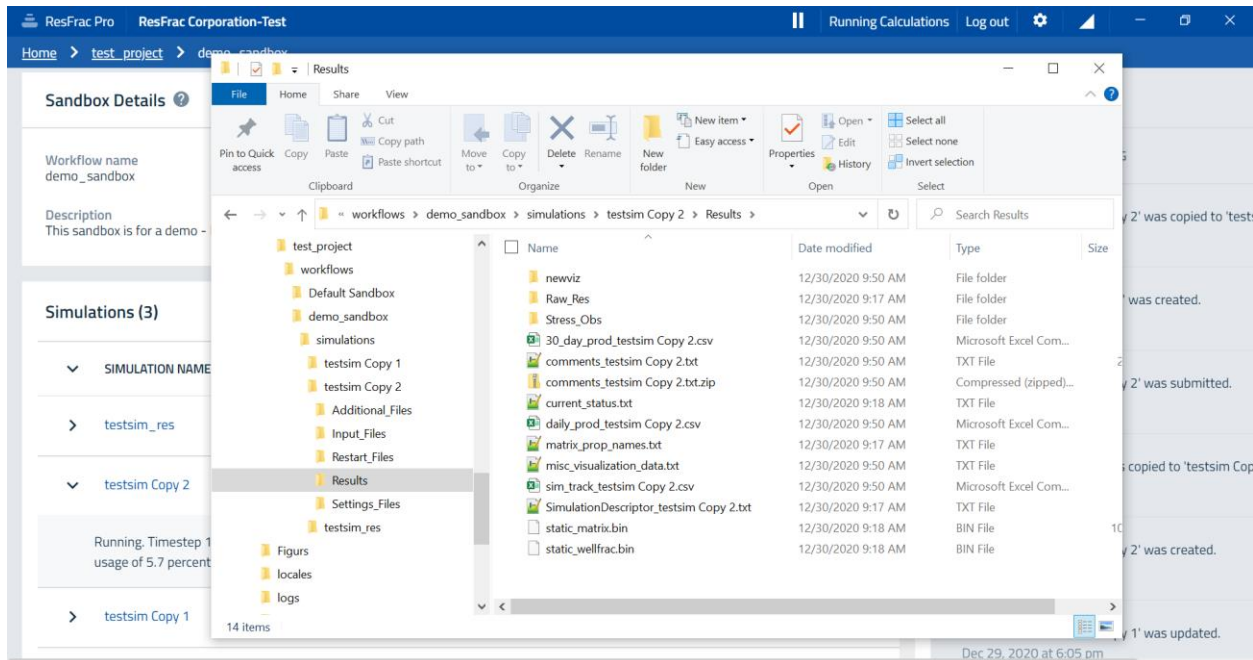 ResFrac Pro ResFrac Corporation-Test Running Calculations Log out
Home > test_project > demo_sandbox
Sandbox Details ?
Workflow name
demo_sandbox
Description
This sandbox is for a demo -
Simulations (3)
SIMULATION NAME
testsim_res
testsim Copy 2
Running. Timestep 1
usage of 5.7 percent
testsim Copy 1
Results
File Home Share View
Pin to Quick access
Copy
Paste
Cut
Copy path
Paste shortcut
Clipboard
Move to
Copy to
Delete
Rename
Organize
New folder
New item
Easy access
New
Properties
Open
Edit
History
Open
Select all
Select none
Invert selection
Select
« workflows > demo_sandbox > simulations > testsim Copy 2 > Results >
Search Results
test_project
workflows
Default Sandbox
demo_sandbox
simulations
testsim Copy 1
testsim Copy 2
Additional_Files
Input_Files
Restart_Files
Results
Settings_Files
testsim_res
Figurs
locales
logs
Name Date modified Type Size
newviz 12/30/2020 9:50 AM File folder
Raw_Res 12/30/2020 9:17 AM File folder
Stress_Obs 12/30/2020 9:50 AM File folder
30_day_prod_testsim Copy 2.csv 12/30/2020 9:50 AM Microsoft Excel Com...
comments_testsim Copy 2.txt 12/30/2020 9:50 AM TXT File 2
comments_testsim Copy 2.txt.zip 12/30/2020 9:50 AM Compressed (zipped)...
current_status.txt 12/30/2020 9:18 AM TXT File
daily_prod_testsim Copy 2.csv 12/30/2020 9:50 AM Microsoft Excel Com...
matrix_prop_names.txt 12/30/2020 9:17 AM TXT File
misc_visualization_data.txt 12/30/2020 9:50 AM TXT File
sim_track_testsim Copy 2.csv 12/30/2020 9:50 AM Microsoft Excel Com...
SimulationDescriptor_testsim Copy 2.txt 12/30/2020 9:17 AM TXT File
static_matrix.bin 12/30/2020 9:18 AM BIN File 10
static_wellfrac.bin 12/30/2020 9:18 AM BIN File
14 items
y 2' was copied to 'tests
' was created.
y 2' was submitted.
s copied to 'testsim Cop
y 2' was created.
y 1' was updated.
Dec 29, 2020 at 6:05 pm